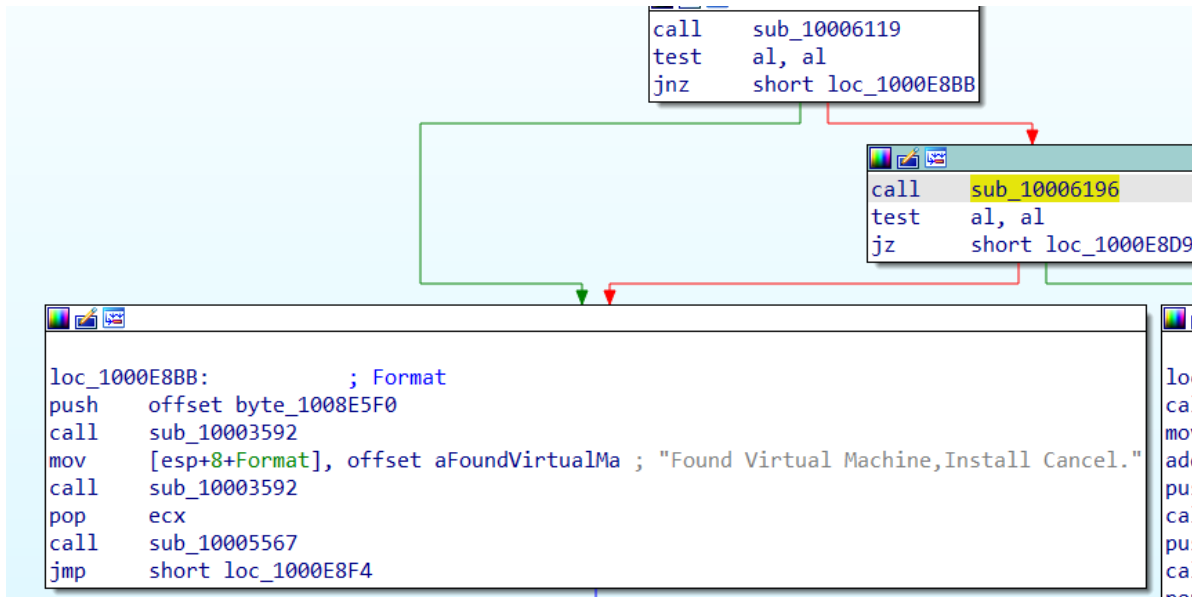 call sub_10006119
test al, al
jnz short loc_1000E8BB
call sub_10006196
test al, al
jz short loc_1000E8D9
loc_1000E8BB: ; Format
push offset byte_1008E5F0
call sub_10003592
mov [esp+8+Format], offset aFoundVirtualMa ; "Found Virtual Machine,Install Cancel."
call sub_10003592
pop ecx
call sub_10005567
jmp short loc_1000E8F4